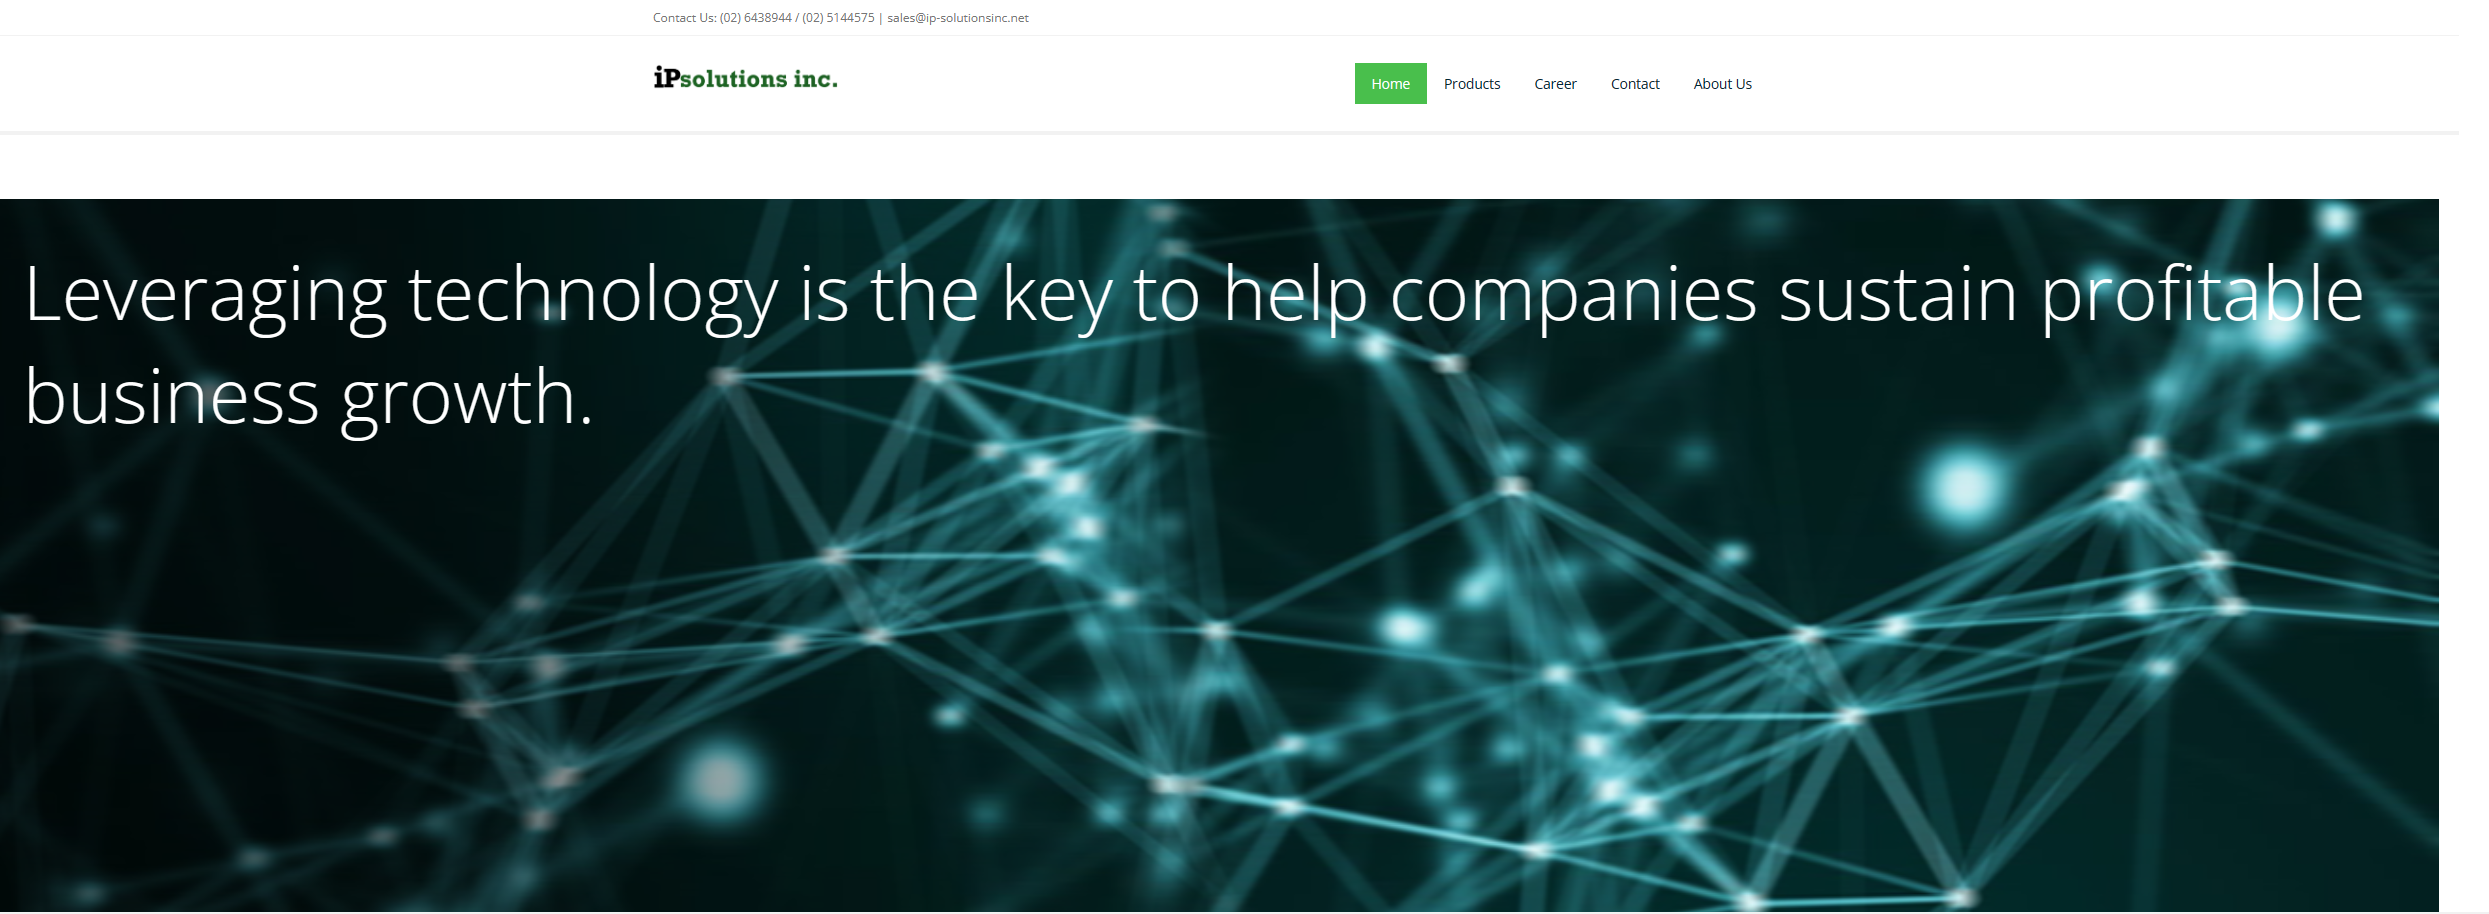 Contact Us: (02) 6438944 / (02) 5144575 | sales@ip-solutionsinc.net
iPsolutions inc.
Home Products Career Contact About Us
Leveraging technology is the key to help companies sustain profitable
business growth.